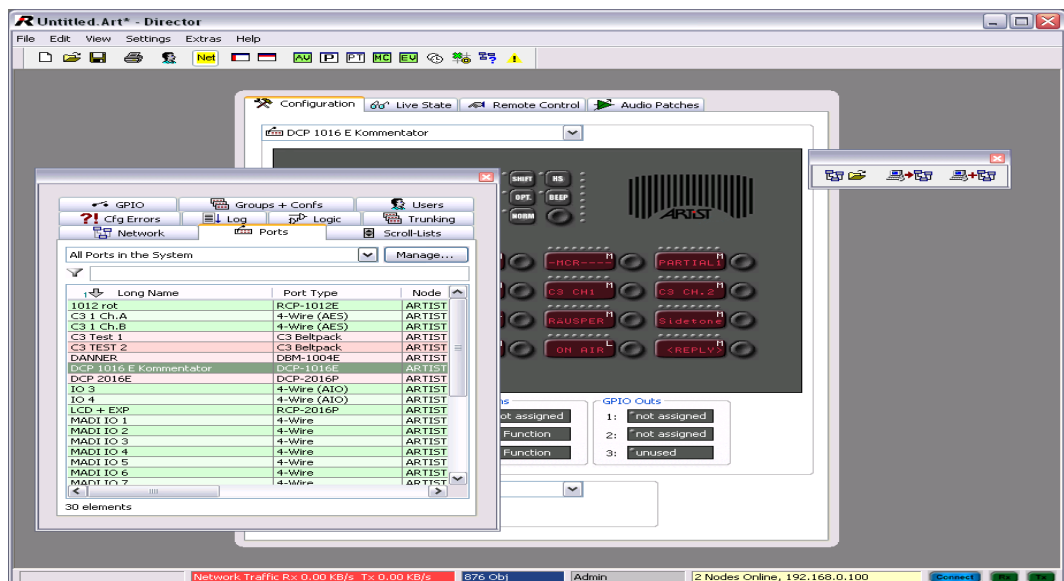 Untitled.Art* - Director
File Edit View Settings Extras Help
Net AU P PT MC EV
Configuration Live State Remote Control Audio Patches
DCP 1016 E Kommentator
SHIFT HS
OPT. BEEP
NORM
ARTIST
-MCR---- M PARTIAL1 M
C3 CH1 M C3 CH.2 M
RäUSPER M Sidetone M
ON AIR L <REPLY> M
GPIO Outs
ot assigned 1: not assigned
Function 2: not assigned
Function 3: unused
GPIO Groups + Confs Users
?! Cfg Errors Log Logic Trunking
Network Ports Scroll-Lists
All Ports in the System Manage...
Long Name Port Type Node
1012 rot RCP-1012E ARTIST
C3 1 Ch.A 4-Wire (AES) ARTIST
C3 1 Ch.B 4-Wire (AES) ARTIST
C3 Test 1 C3 Beltpack ARTIST
C3 TEST 2 C3 Beltpack ARTIST
DANNER DBM-1004E ARTIST
DCP 1016 E Kommentator DCP-1016E ARTIST
DCP 2016E DCP-2016P ARTIST
IO 3 4-Wire (AIO) ARTIST
IO 4 4-Wire (AIO) ARTIST
LCD + EXP RCP-2016P ARTIST
MADI IO 1 4-Wire ARTIST
MADI IO 2 4-Wire ARTIST
MADI IO 3 4-Wire ARTIST
MADI IO 4 4-Wire ARTIST
MADI IO 5 4-Wire ARTIST
MADI IO 6 4-Wire ARTIST
MADI IO 7 4-Wire ARTIST
30 elements
Network Traffic Rx 0.00 KB/s Tx 0.00 KB/s 876 Obj Admin 2 Nodes Online, 192.168.0.100 Connect Rx Tx